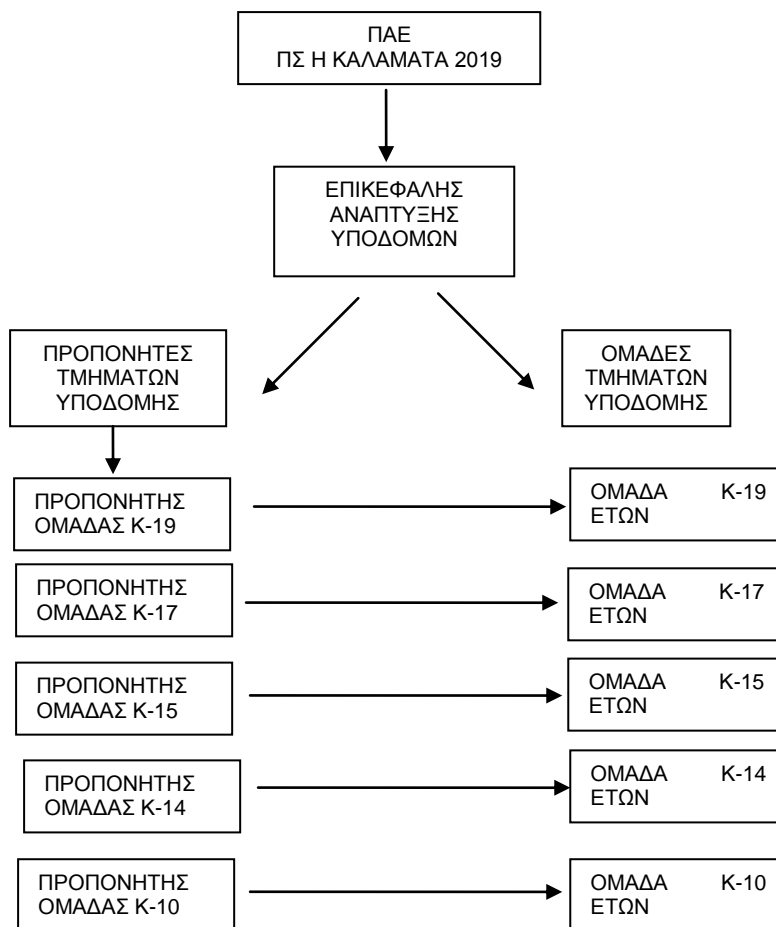 ΠΑΕ
ΠΣ Η ΚΑΛΑΜΑΤΑ 2019
ΕΠΙΚΕΦΑΛΗΣ
ΑΝΑΠΤΥΞΗΣ
ΥΠΟΔΟΜΩΝ
ΠΡΟΠΟΝΗΤΕΣ
ΤΜΗΜΑΤΩΝ
ΥΠΟΔΟΜΗΣ
ΟΜΑΔΕΣ
ΤΜΗΜΑΤΩΝ
ΥΠΟΔΟΜΗΣ
ΠΡΟΠΟΝΗΤΗΣ
ΟΜΑΔΑΣ Κ-19
ΟΜΑΔΑ Κ-19
ΕΤΩΝ
ΠΡΟΠΟΝΗΤΗΣ
ΟΜΑΔΑΣ Κ-17
ΟΜΑΔΑ Κ-17
ΕΤΩΝ
ΠΡΟΠΟΝΗΤΗΣ
ΟΜΑΔΑΣ Κ-15
ΟΜΑΔΑ Κ-15
ΕΤΩΝ
ΠΡΟΠΟΝΗΤΗΣ
ΟΜΑΔΑΣ Κ-14
ΟΜΑΔΑ Κ-14
ΕΤΩΝ
ΠΡΟΠΟΝΗΤΗΣ
ΟΜΑΔΑΣ Κ-10
ΟΜΑΔΑ Κ-10
ΕΤΩΝ